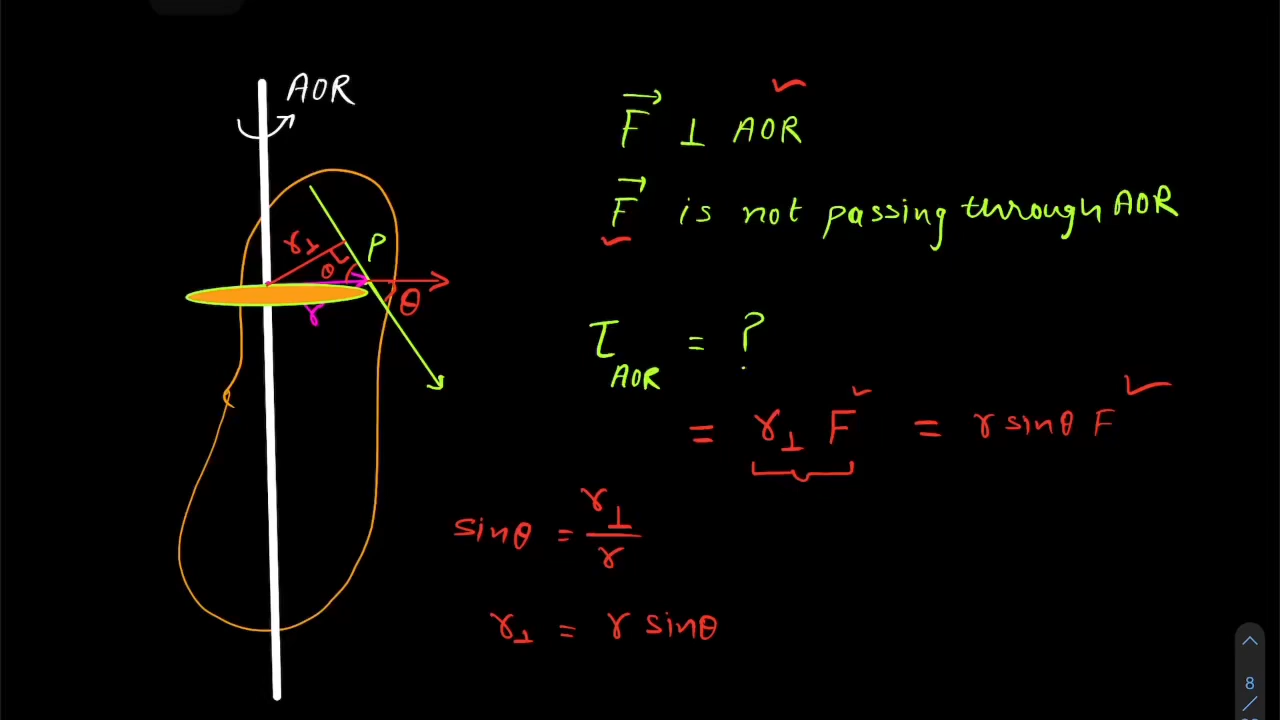 AOR
F⃗ ⊥ AOR
F⃗ is not passing through AOR
r⊥
θ
P
θ
r
τ_AOR = ?
= r⊥ F = r sinθ F
sinθ = r⊥/r
r⊥ = r sinθ
8
/